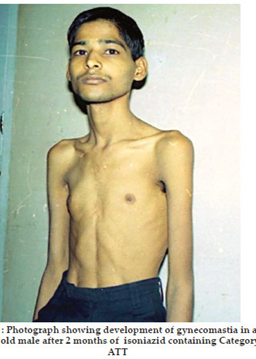 : Photograph showing development of gynecomastia in a
old male after 2 months of isoniazid containing Category
ATT